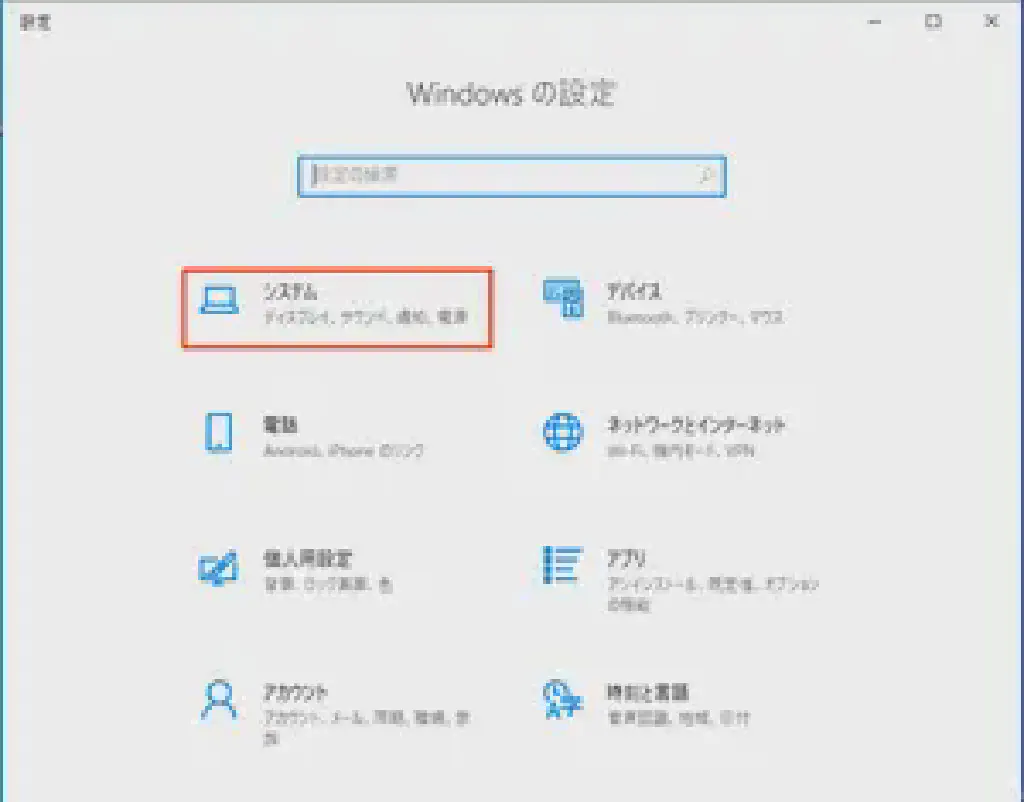 設定
Windows の設定
設定の検索
システム
ディスプレイ、サウンド、通知、電源
デバイス
Bluetooth、プリンター、マウス
電話
Android、iPhone のリンク
ネットワークとインターネット
Wi-Fi、機内モード、VPN
個人用設定
背景、ロック画面、色
アプリ
アンインストール、既定値、オプション
の機能
アカウント
アカウント、メール、同期、職場、家
族
時刻と言語
音声認識、地域、日付